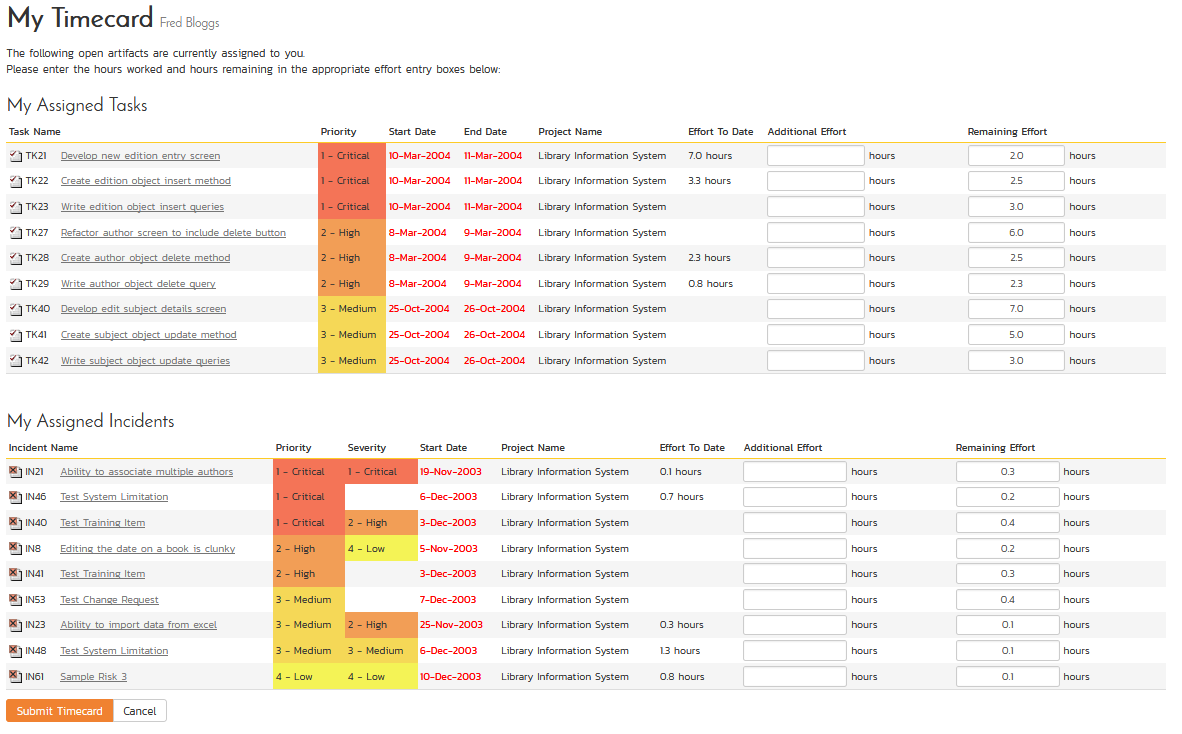 My Timecard Fred Bloggs
The following open artifacts are currently assigned to you.
Please enter the hours worked and hours remaining in the appropriate effort entry boxes below:
My Assigned Tasks
Task Name Priority Start Date End Date Project Name Effort To Date Additional Effort Remaining Effort
TK21 Develop new edition entry screen 1 - Critical 10-Mar-2004 11-Mar-2004 Library Information System 7.0 hours hours 2.0 hours
TK22 Create edition object insert method 1 - Critical 10-Mar-2004 11-Mar-2004 Library Information System 3.3 hours hours 2.5 hours
TK23 Write edition object insert queries 1 - Critical 10-Mar-2004 11-Mar-2004 Library Information System hours 3.0 hours
TK27 Refactor author screen to include delete button 2 - High 8-Mar-2004 9-Mar-2004 Library Information System hours 6.0 hours
TK28 Create author object delete method 2 - High 8-Mar-2004 9-Mar-2004 Library Information System 2.3 hours hours 2.5 hours
TK29 Write author object delete query 2 - High 8-Mar-2004 9-Mar-2004 Library Information System 0.8 hours hours 2.3 hours
TK40 Develop edit subject details screen 3 - Medium 25-Oct-2004 26-Oct-2004 Library Information System hours 7.0 hours
TK41 Create subject object update method 3 - Medium 25-Oct-2004 26-Oct-2004 Library Information System hours 5.0 hours
TK42 Write subject object update queries 3 - Medium 25-Oct-2004 26-Oct-2004 Library Information System hours 3.0 hours
My Assigned Incidents
Incident Name Priority Severity Start Date Project Name Effort To Date Additional Effort Remaining Effort
IN21 Ability to associate multiple authors 1 - Critical 1 - Critical 19-Nov-2003 Library Information System 0.1 hours hours 0.3 hours
IN46 Test System Limitation 1 - Critical 6-Dec-2003 Library Information System 0.7 hours hours 0.2 hours
IN40 Test Training Item 1 - Critical 2 - High 3-Dec-2003 Library Information System hours 0.4 hours
IN8 Editing the date on a book is clunky 2 - High 4 - Low 5-Nov-2003 Library Information System hours 0.2 hours
IN41 Test Training Item 2 - High 3-Dec-2003 Library Information System hours 0.3 hours
IN53 Test Change Request 3 - Medium 7-Dec-2003 Library Information System hours 0.4 hours
IN23 Ability to import data from excel 3 - Medium 2 - High 25-Nov-2003 Library Information System 0.3 hours hours 0.1 hours
IN48 Test System Limitation 3 - Medium 3 - Medium 6-Dec-2003 Library Information System 1.3 hours hours 0.1 hours
IN61 Sample Risk 3 4 - Low 4 - Low 10-Dec-2003 Library Information System 0.8 hours hours 0.1 hours
Submit Timecard Cancel